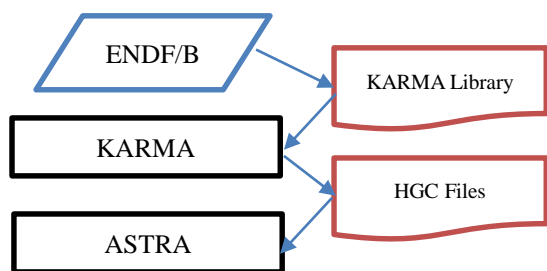 ENDF/B
KARMA Library
KARMA
HGC Files
ASTRA